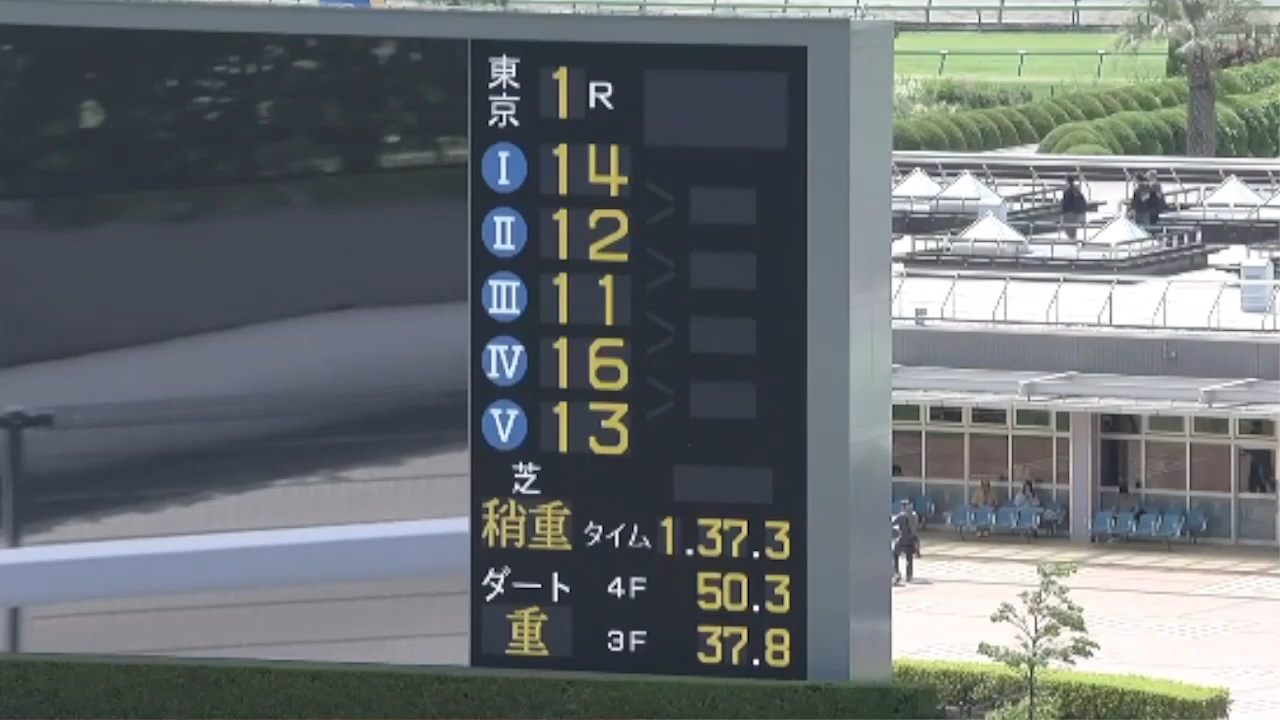 東京 1 R
Ⅰ 14
Ⅱ 12
Ⅲ 11
Ⅳ 16
Ⅴ 13
芝
稍重 タイム 1.37.3
ダート 4F 50.3
重 3F 37.8